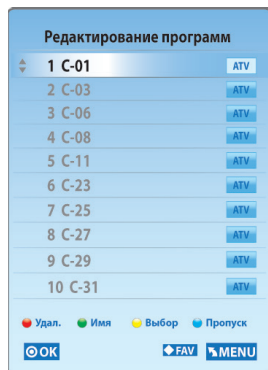 Редактирование программ
1 C-01 ATV
2 C-03 ATV
3 C-06 ATV
4 C-08 ATV
5 C-11 ATV
6 C-23 ATV
7 C-25 ATV
8 C-27 ATV
9 C-29 ATV
10 C-31 ATV
Удал. Имя Выбор Пропуск
OK FAV MENU